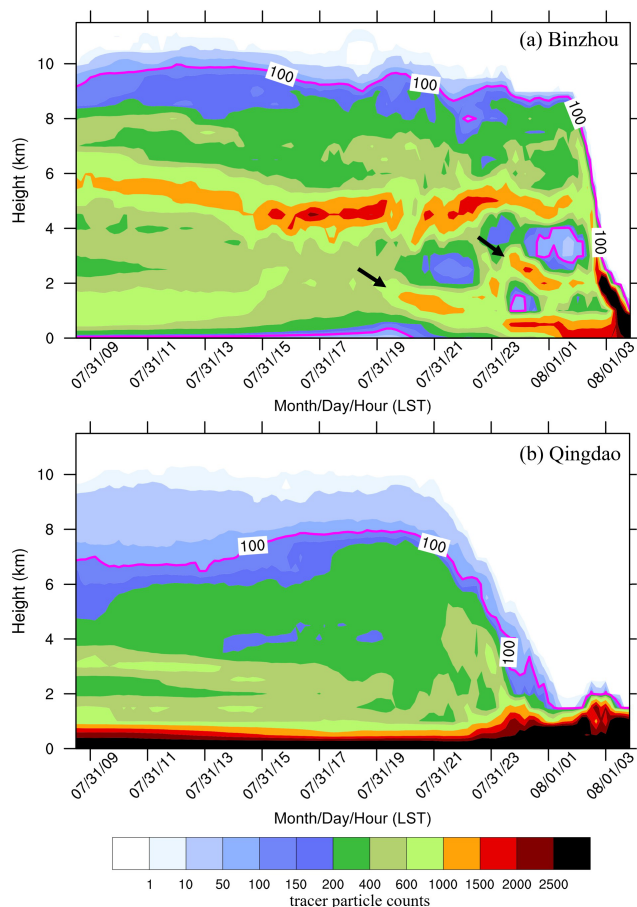 (a) Binzhou
100
100
100
100
10
8
6
4
2
0
Height (km)
07/31/09 07/31/11 07/31/13 07/31/15 07/31/17 07/31/19 07/31/21 07/31/23 08/01/01 08/01/03
Month/Day/Hour (LST)
(b) Qingdao
100
100
100
10
8
6
4
2
0
Height (km)
07/31/09 07/31/11 07/31/13 07/31/15 07/31/17 07/31/19 07/31/21 07/31/23 08/01/01 08/01/03
Month/Day/Hour (LST)
1 10 50 100 150 200 400 600 1000 1500 2000 2500
tracer particle counts